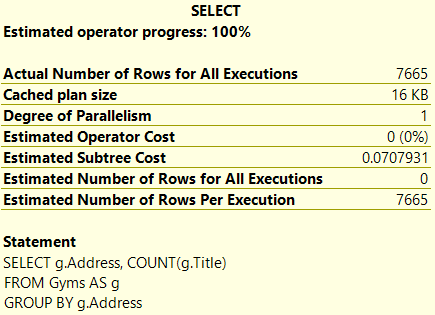 SELECT
Estimated operator progress: 100%
Actual Number of Rows for All Executions 7665
Cached plan size 16 KB
Degree of Parallelism 1
Estimated Operator Cost 0 (0%)
Estimated Subtree Cost 0.0707931
Estimated Number of Rows for All Executions 0
Estimated Number of Rows Per Execution 7665
Statement
SELECT g.Address, COUNT(g.Title)
FROM Gyms AS g
GROUP BY g.Address